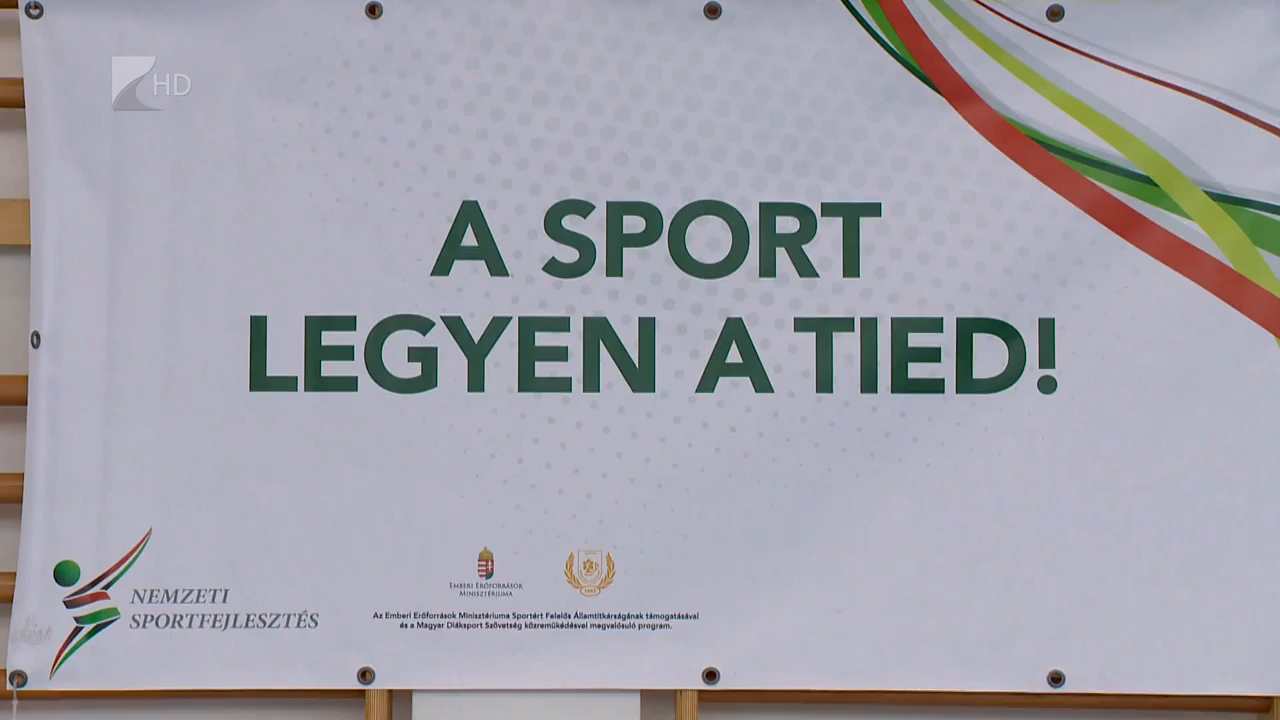 HD
A SPORT
LEGYEN A TIED!
NEMZETI
SPORTFEJLESZTÉS
EMBERI ERŐFORRÁSOK
MINISZTÉRIUMA
Az Emberi Erőforrások Minisztériuma Sportért Felelős Államtitkárságának támogatásával
és a Magyar Diáksport Szövetség közreműkédésvel megvalósuló program.